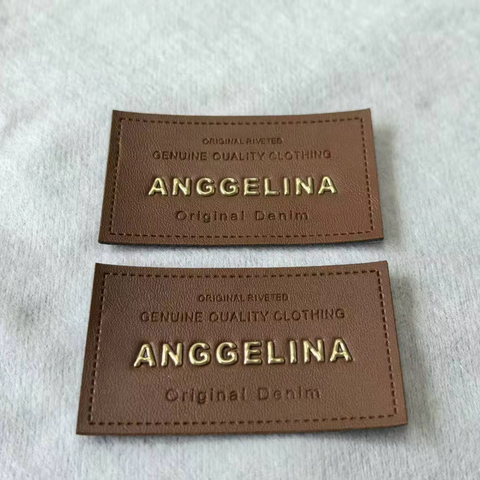 ORIGINAL RIVETED
GENUINE QUALITY CLOTHING
ANGGELINA
Original Denim
ORIGINAL RIVETED
GENUINE QUALITY CLOTHING
ANGGELINA
Original Denim